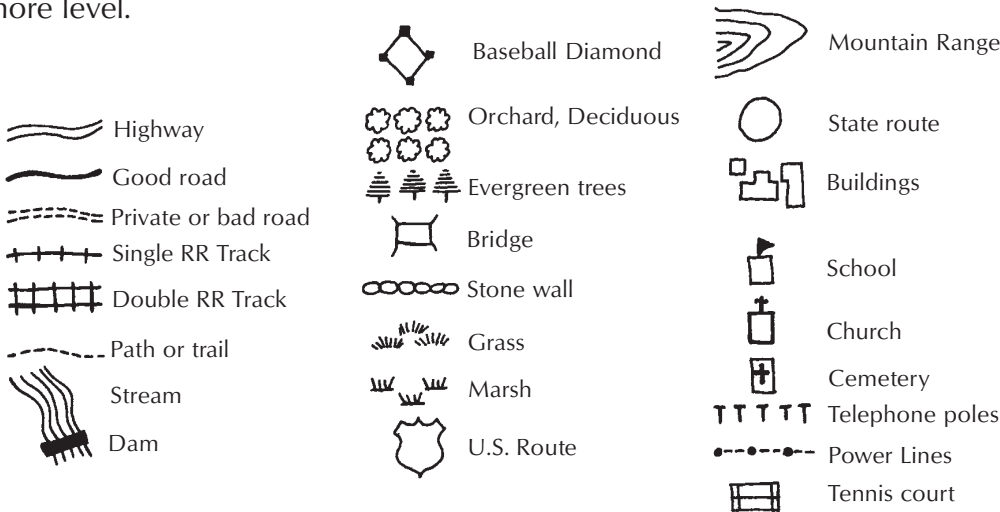 more level.
Highway
Good road
Private or bad road
Single RR Track
Double RR Track
Path or trail
Stream
Dam
Baseball Diamond
Orchard, Deciduous
Evergreen trees
Bridge
Stone wall
Grass
Marsh
U.S. Route
Mountain Range
State route
Buildings
School
Church
Cemetery
Telephone poles
Power Lines
Tennis court